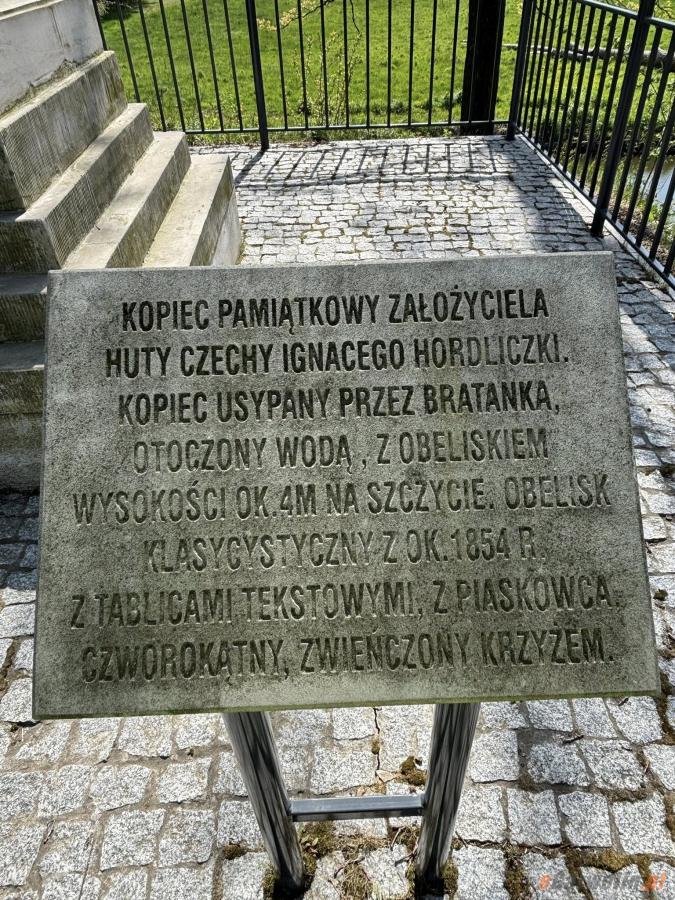 KOPIEC PAMIĄTKOWY ZAŁOŻYCIELA
HUTY CZECHY IGNACEGO HORDLICZKI.
KOPIEC USYPANY PRZEZ BRATANKA,
OTOCZONY WODĄ , Z OBELISKIEM
WYSOKOŚCI OK.4M NA SZCZYCIE. OBELISK
KLASYCYSTYCZNY Z OK.1854 R.
Z TABLICAMI TEKSTOWYMI, Z PIASKOWCA,
CZWOROKĄTNY, ZWIEŃCZONY KRZYŻEM.